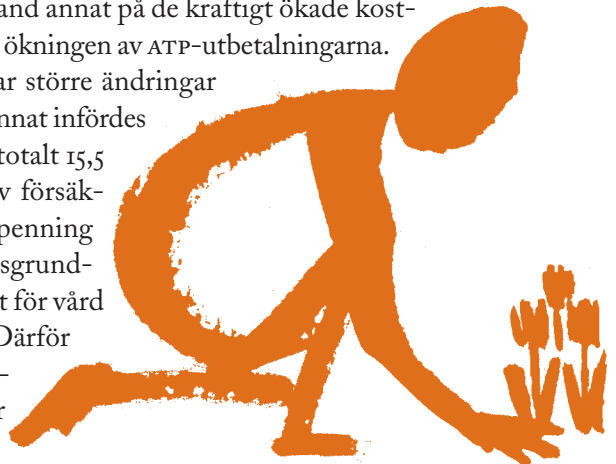 and annat på de kraftigt ökade kost-
ökningen av ATP-utbetalningarna.
ar större ändringar
nnat infördes
totalt 15,5
v försäk-
penning
sgrund-
t för vård
Därför
–
r